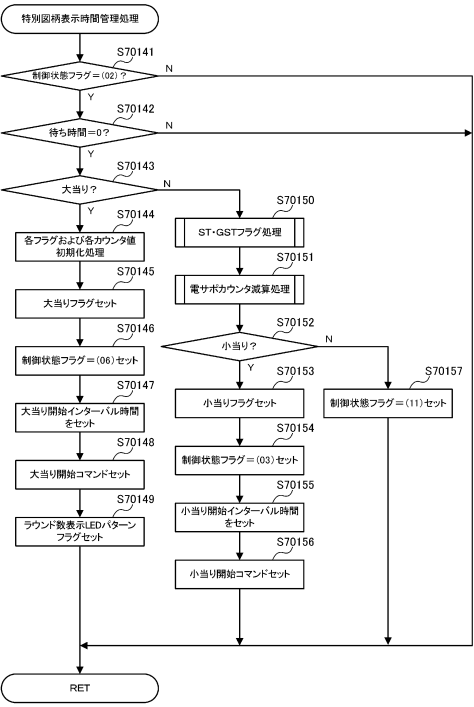 特別図柄表示時間管理処理
S70141
制御状態フラグ＝(02)？
N
Y
S70142
待ち時間＝0？
N
Y
S70143
大当り？
N
Y
S70144
各フラグおよび各カウンタ値
初期化処理
S70145
大当りフラグセット
S70146
制御状態フラグ＝(06)セット
S70147
大当り開始インターバル時間
をセット
S70148
大当り開始コマンドセット
S70149
ラウンド数表示LEDパターン
フラグセット
S70150
ST・GSTフラグ処理
S70151
電サポカウンタ減算処理
S70152
小当り？
N
Y
S70153
小当りフラグセット
S70154
制御状態フラグ＝(03)セット
S70155
小当り開始インターバル時間
をセット
S70156
小当り開始コマンドセット
S70157
制御状態フラグ＝(11)セット
RET